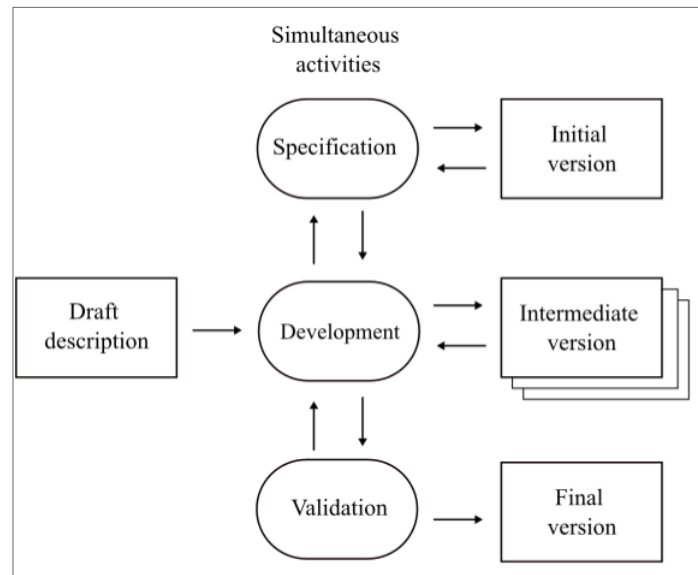 Simultaneous
activities
Specification
Initial
version
Draft
description
Development
Intermediate
version
Validation
Final
version